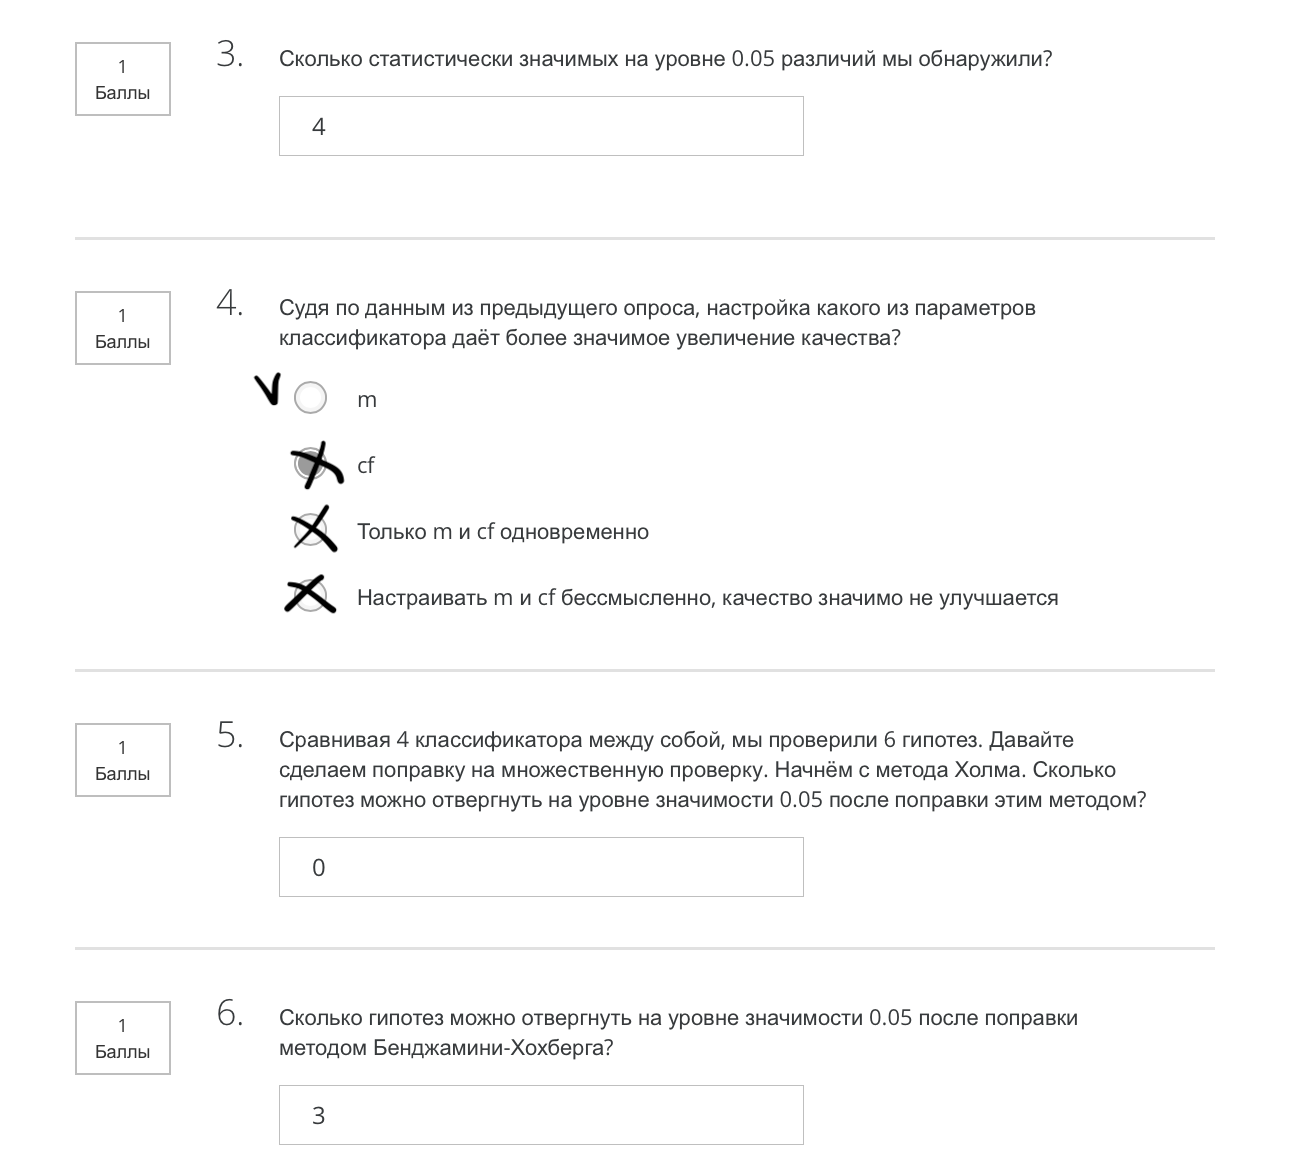 1
Баллы
3.
Сколько статистически значимых на уровне 0.05 различий мы обнаружили?
4
1
Баллы
4.
Судя по данным из предыдущего опроса, настройка какого из параметров
классификатора даёт более значимое увеличение качества?
m
cf
Только m и cf одновременно
Настраивать m и cf бессмысленно, качество значимо не улучшается
1
Баллы
5.
Сравнивая 4 классификатора между собой, мы проверили 6 гипотез. Давайте
сделаем поправку на множественную проверку. Начнём с метода Холма. Сколько
гипотез можно отвергнуть на уровне значимости 0.05 после поправки этим методом?
0
1
Баллы
6.
Сколько гипотез можно отвергнуть на уровне значимости 0.05 после поправки
методом Бенджамини-Хохберга?
3